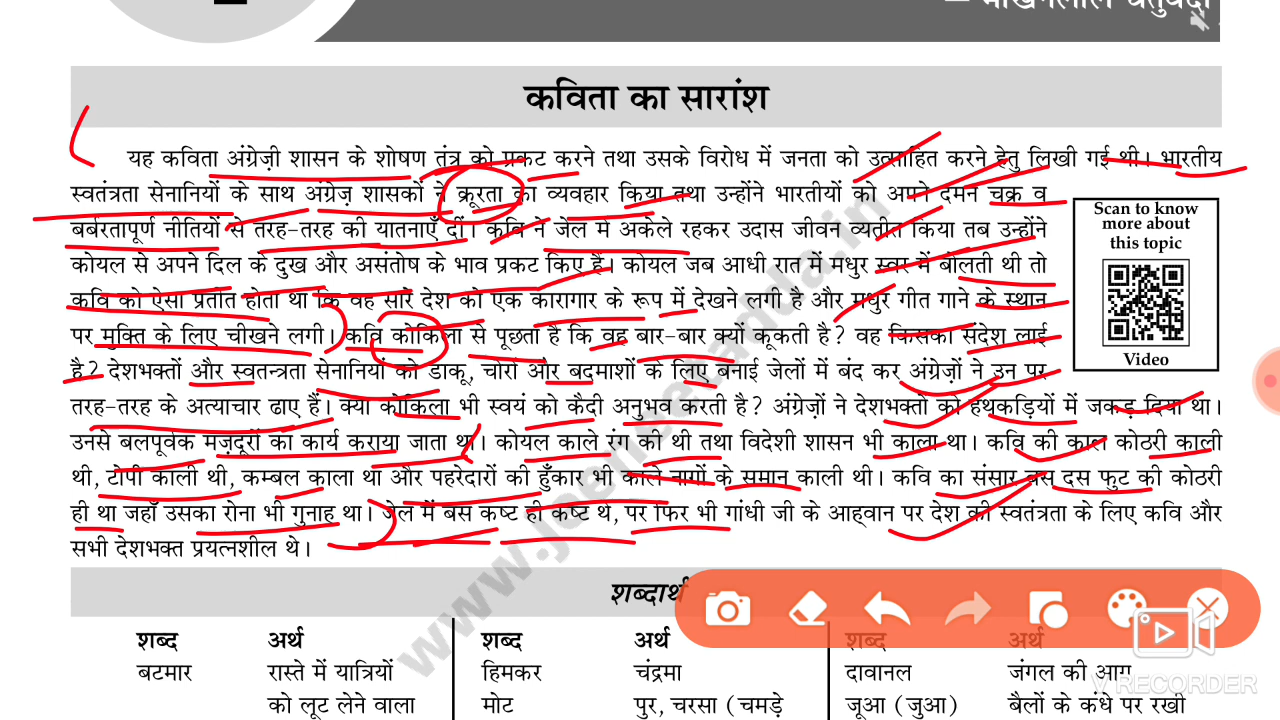 — माखनलाल चतुर्वेदी
कविता का सारांश
यह कविता अंग्रेज़ी शासन के शोषण तंत्र को प्रकट करने तथा उसके विरोध में जनता को उत्साहित करने हेतु लिखी गई थी। भारतीय
स्वतंत्रता सेनानियों के साथ अंग्रेज़ शासकों ने क्रूरता का व्यवहार किया तथा उन्होंने भारतीयों को अपने दमन चक्र व
बर्बरतापूर्ण नीतियों से तरह-तरह की यातनाएँ दीं। कवि ने जेल में अकेले रहकर उदास जीवन व्यतीत किया तब उन्होंने
कोयल से अपने दिल के दुख और असंतोष के भाव प्रकट किए हैं। कोयल जब आधी रात में मधुर स्वर में बोलती थी तो
कवि को ऐसा प्रतीत होता था कि वह सारे देश को एक कारागार के रूप में देखने लगी है और मधुर गीत गाने के स्थान
पर मुक्ति के लिए चीखने लगी। कवि कोकिला से पूछता है कि वह बार-बार क्यों कूकती है? वह किसका संदेश लाई
है? देशभक्तों और स्वतन्त्रता सेनानियों को डाकू, चोरों और बदमाशों के लिए बनाई जेलों में बंद कर अंग्रेज़ों ने उन पर
तरह-तरह के अत्याचार ढाए हैं। क्या कोकिला भी स्वयं को कैदी अनुभव करती है? अंग्रेज़ों ने देशभक्तों को हथकड़ियों में जकड़ दिया था।
उनसे बलपूर्वक मज़दूरों का कार्य कराया जाता था। कोयल काले रंग की थी तथा विदेशी शासन भी काला था। कवि की काल कोठरी काली
थी, टोपी काली थी, कम्बल काला था और पहरेदारों की हुँकार भी काले नागों के समान काली थी। कवि का संसार बस दस फुट की कोठरी
ही था जहाँ उसका रोना भी गुनाह था। जेल में बस कष्ट ही कष्ट थे, पर फिर भी गांधी जी के आह्वान पर देश की स्वतंत्रता के लिए कवि और
सभी देशभक्त प्रयत्नशील थे।
Scan to know
more about
this topic
Video
www.jeeneetadda.in
शब्दार्थ
शब्द अर्थ शब्द अर्थ शब्द अर्थ
बटमार रास्ते में यात्रियों हिमकर चंद्रमा दावानल जंगल की आग
को लूट लेने वाला मोट पुर, चरसा (चमड़े जूआ (जुआ) बैलों के कंधे पर रखी
V RECORDER